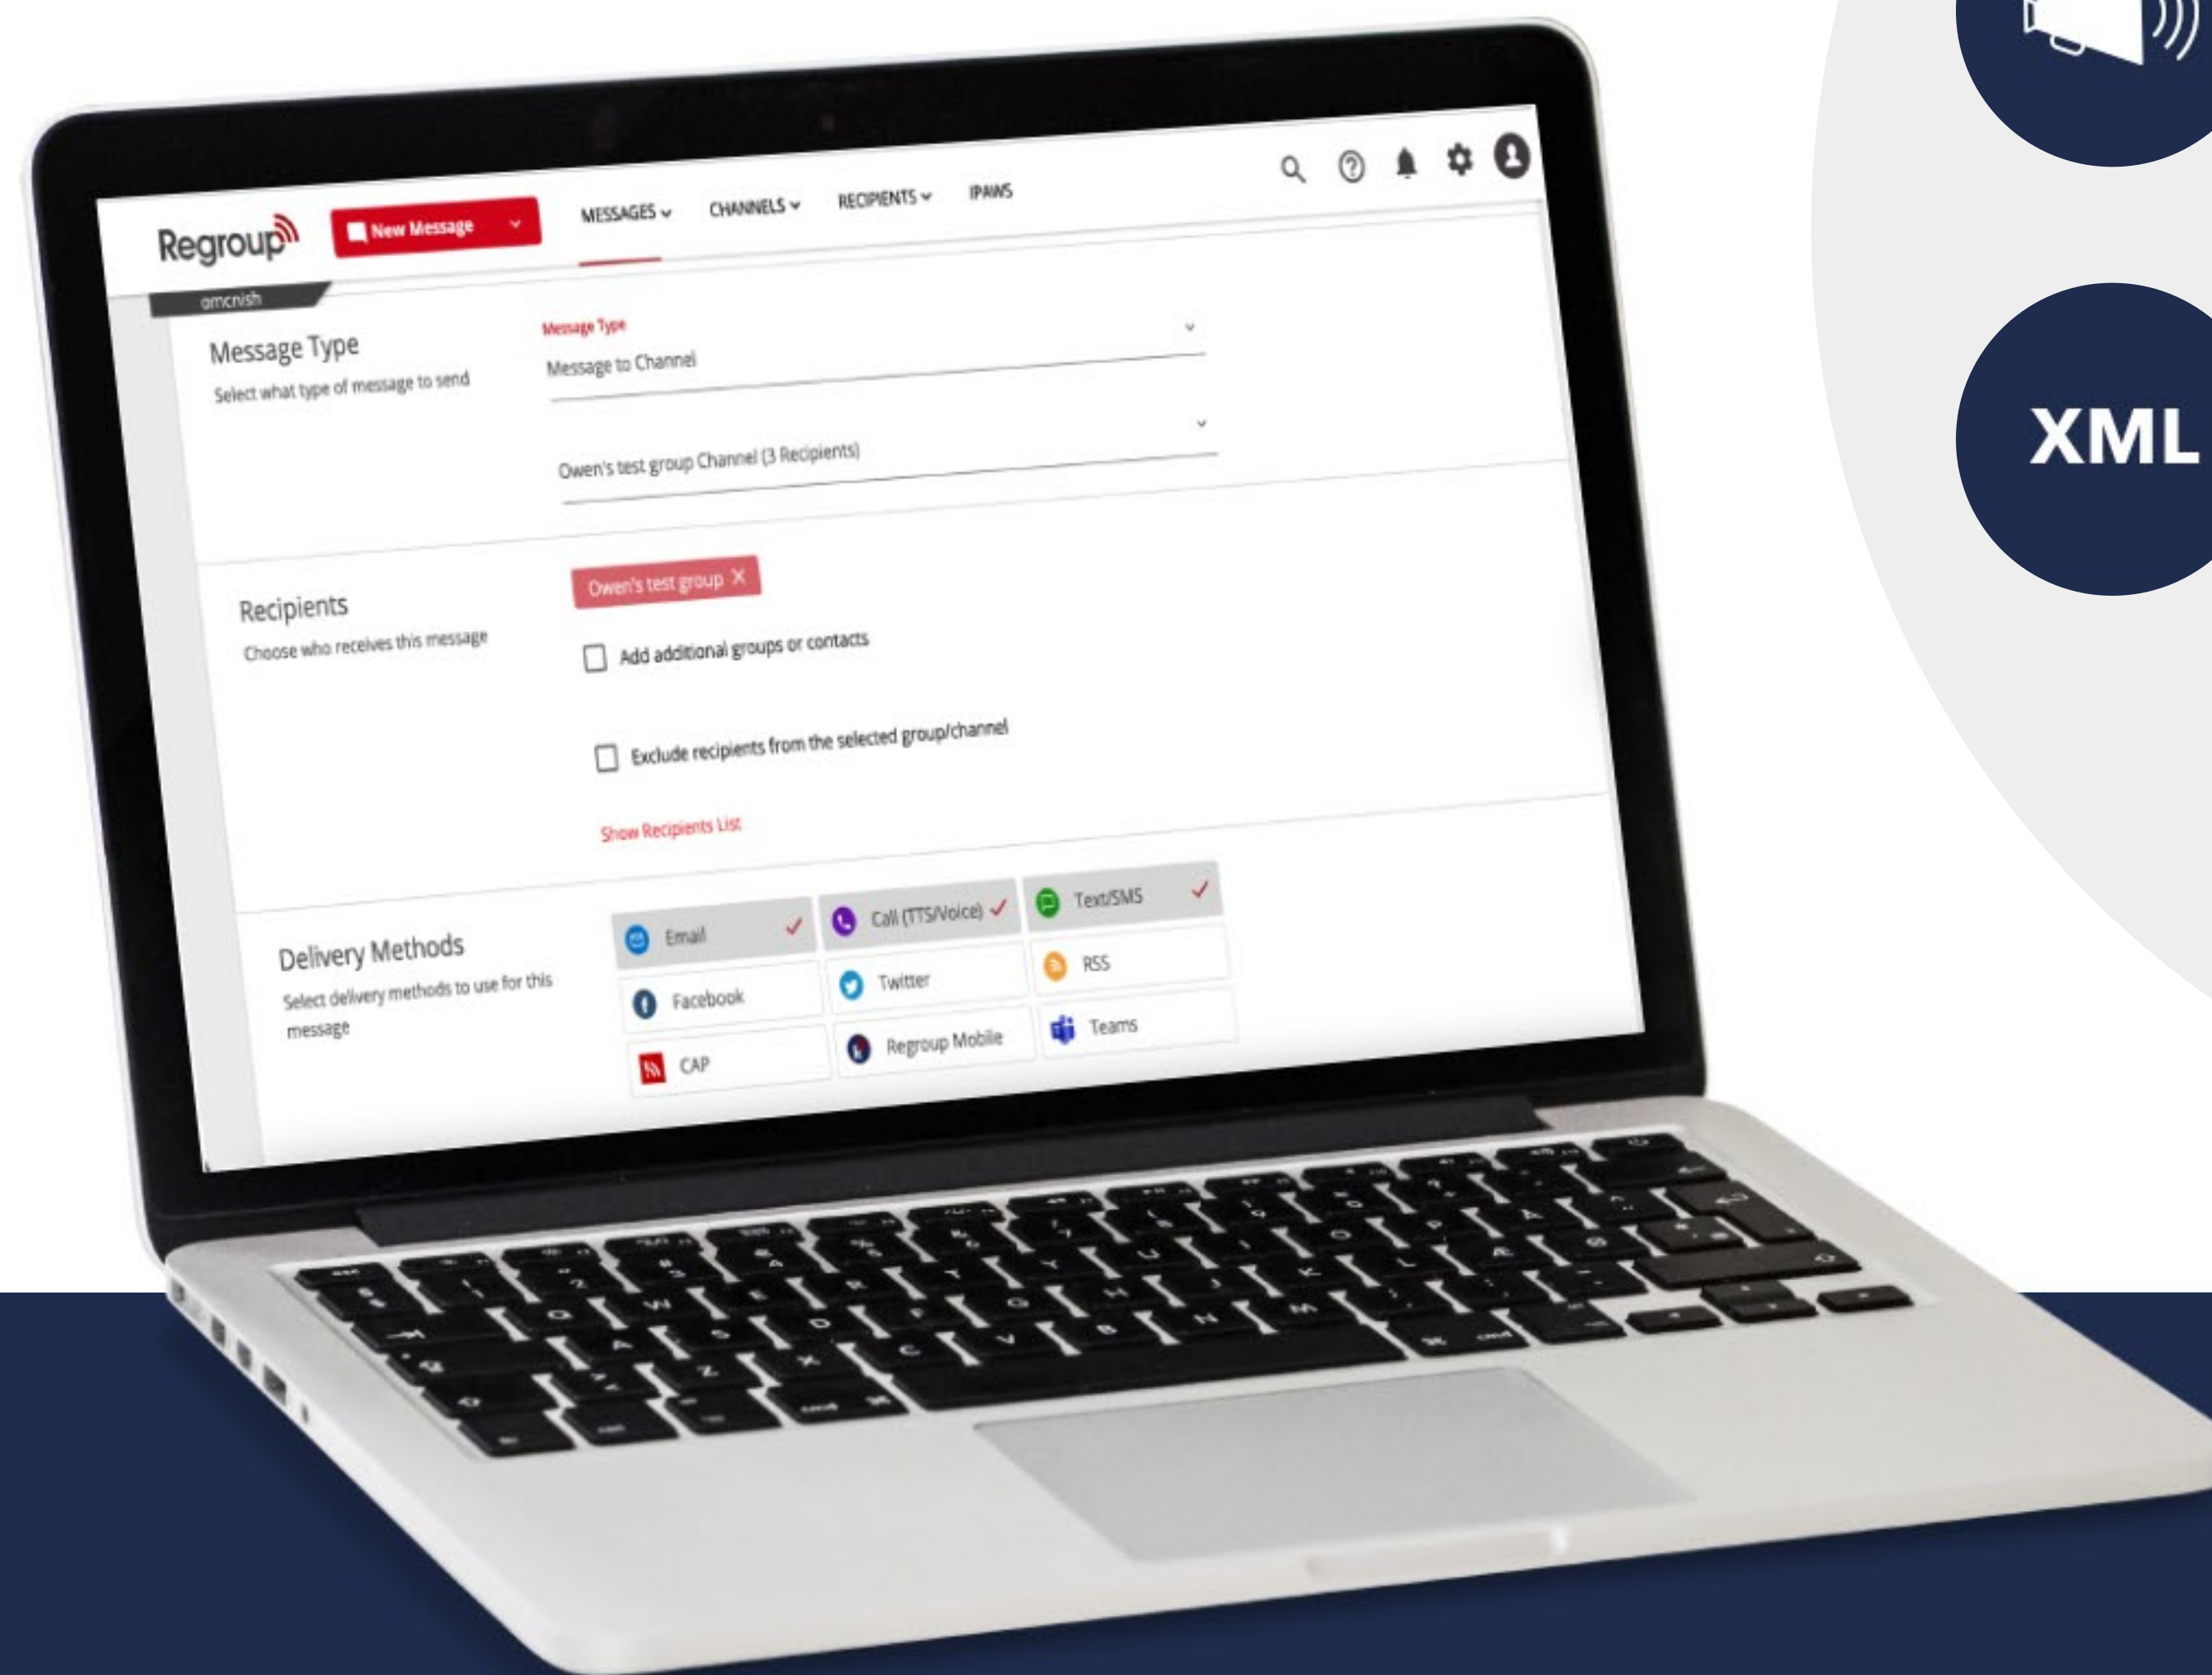 Regroup
New Message
MESSAGES
CHANNELS
RECIPIENTS
IPAWS
omcnish
Message Type
Select what type of message to send
Message Type
Message to Channel
Owen's test group Channel (3 Recipients)
Recipients
Choose who receives this message
Owen's test group X
Add additional groups or contacts
Exclude recipients from the selected group/channel
Show Recipients List
Delivery Methods
Select delivery methods to use for this
message
Email
Call (TTS/Voice)
Text/SMS
Facebook
Twitter
RSS
CAP
Regroup Mobile
Teams
XML